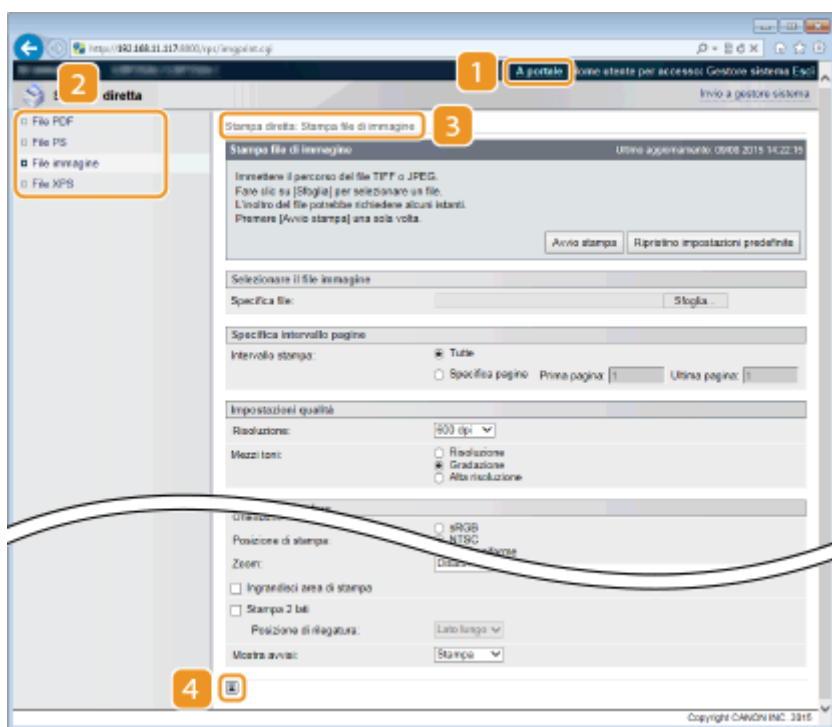 http://192.168.11.117:8000/rps/imgprint.cgi
1
A portale Nome utente per accesso: Gestore sistema Esci
2
diretta
Invio a gestore sistema
File PDF
File PS
File immagine
File XPS
Stampa diretta: Stampa file di immagine
3
Stampa file di immagine
Ultimo aggiornamento: 09/08 2015 14:22:15
Immettere il percorso del file TIFF o JPEG.
Fare clic su [Sfoglia] per selezionare un file.
L'inoltro del file potrebbe richiedere alcuni istanti.
Premere [Avvio stampa] una sola volta.
Avvio stampa Ripristino impostazioni predefinite
Selezionare il file immagine
Specifica file: Sfoglia...
Specifica intervallo pagine
Intervallo stampa: Tutte
Specifica pagine Prima pagina: 1 Ultima pagina: 1
Impostazioni qualità
Risoluzione: 600 dpi
Mezzi toni: Risoluzione
Gradazione
Alta risoluzione
sRGB
Posizione di stampa: NTSC
Zoom:
Ingrandisci area di stampa
Stampa 2 lati
Posizione di rilegatura: Lato lungo
Mostra avvisi: Stampa
4
Copyright CANON INC. 2015